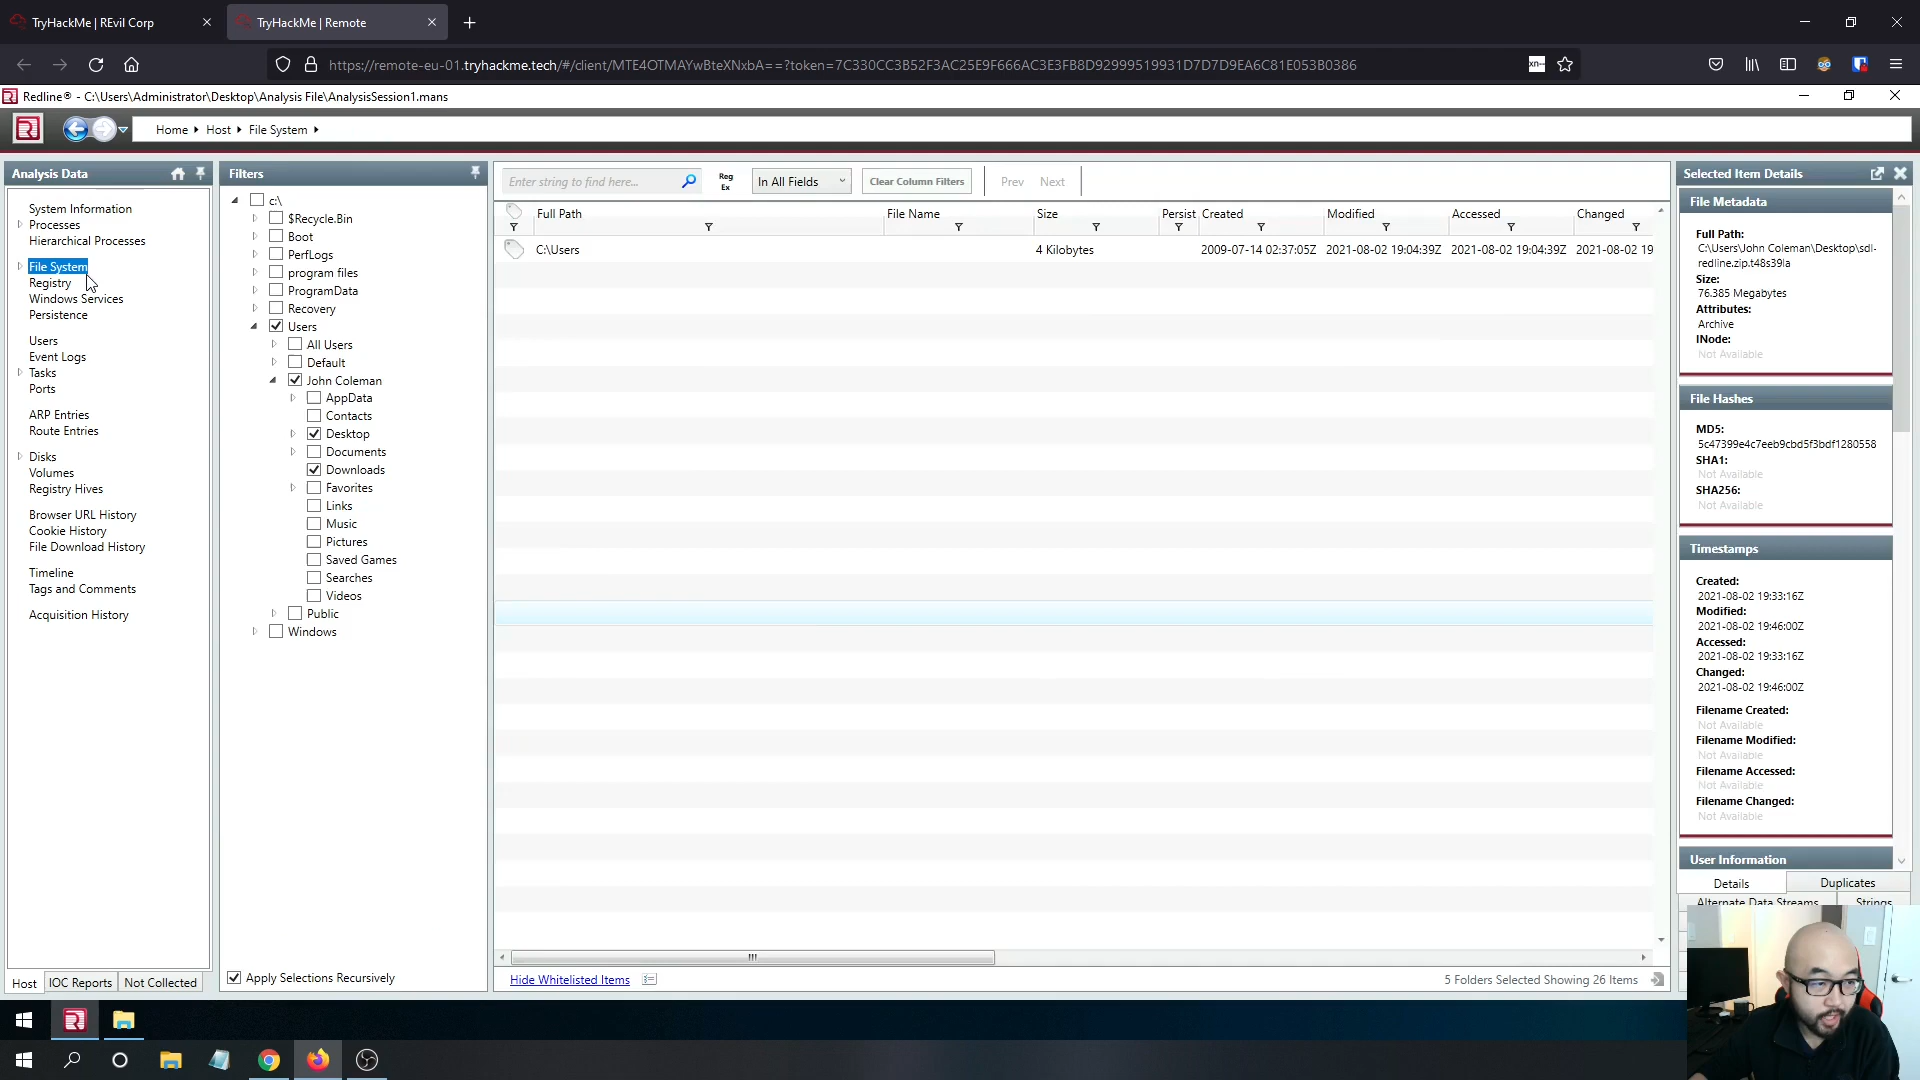 TryHackMe | REvil Corp
TryHackMe | Remote
https://remote-eu-01.tryhackme.tech/#/client/MTE4OTMAYwBteXNxbA==?token=7C330CC3B52F3AC25E9F666AC3E3FB8D92999519931D7D7D9EA6C81E053B0386
Redline® - C:\Users\Administrator\Desktop\Analysis File\AnalysisSession1.mans
Home Host File System
Analysis Data
System Information
Processes
Hierarchical Processes
File System
Registry
Windows Services
Persistence
Users
Event Logs
Tasks
Ports
ARP Entries
Route Entries
Disks
Volumes
Registry Hives
Browser URL History
Cookie History
File Download History
Timeline
Tags and Comments
Acquisition History
Host
IOC Reports
Not Collected
Filters
c:\
$Recycle.Bin
Boot
PerfLogs
program files
ProgramData
Recovery
Users
All Users
Default
John Coleman
AppData
Contacts
Desktop
Documents
Downloads
Favorites
Links
Music
Pictures
Saved Games
Searches
Videos
Public
Windows
Apply Selections Recursively
Enter string to find here...
Reg
Ex
In All Fields
Clear Column Filters
Prev
Next
Full Path File Name Size Persist Created Modified Accessed Changed
C:\Users 4 Kilobytes 2009-07-14 02:37:05Z 2021-08-02 19:04:39Z 2021-08-02 19:04:39Z 2021-08-02 19
Hide Whitelisted Items
5 Folders Selected Showing 26 Items
Selected Item Details
File Metadata
Full Path:
C:\Users\John Coleman\Desktop\sdl-
redline.zip.t48s39la
Size:
76.385 Megabytes
Attributes:
Archive
INode:
Not Available
File Hashes
MD5:
5c47399e4c7eeb9cbd5f3bdf1280558
SHA1:
Not Available
SHA256:
Not Available
Timestamps
Created:
2021-08-02 19:33:16Z
Modified:
2021-08-02 19:46:00Z
Accessed:
2021-08-02 19:33:16Z
Changed:
2021-08-02 19:46:00Z
Filename Created:
Not Available
Filename Modified:
Not Available
Filename Accessed:
Not Available
Filename Changed:
Not Available
User Information
Details
Duplicates
Alternate Data Streams
Strings